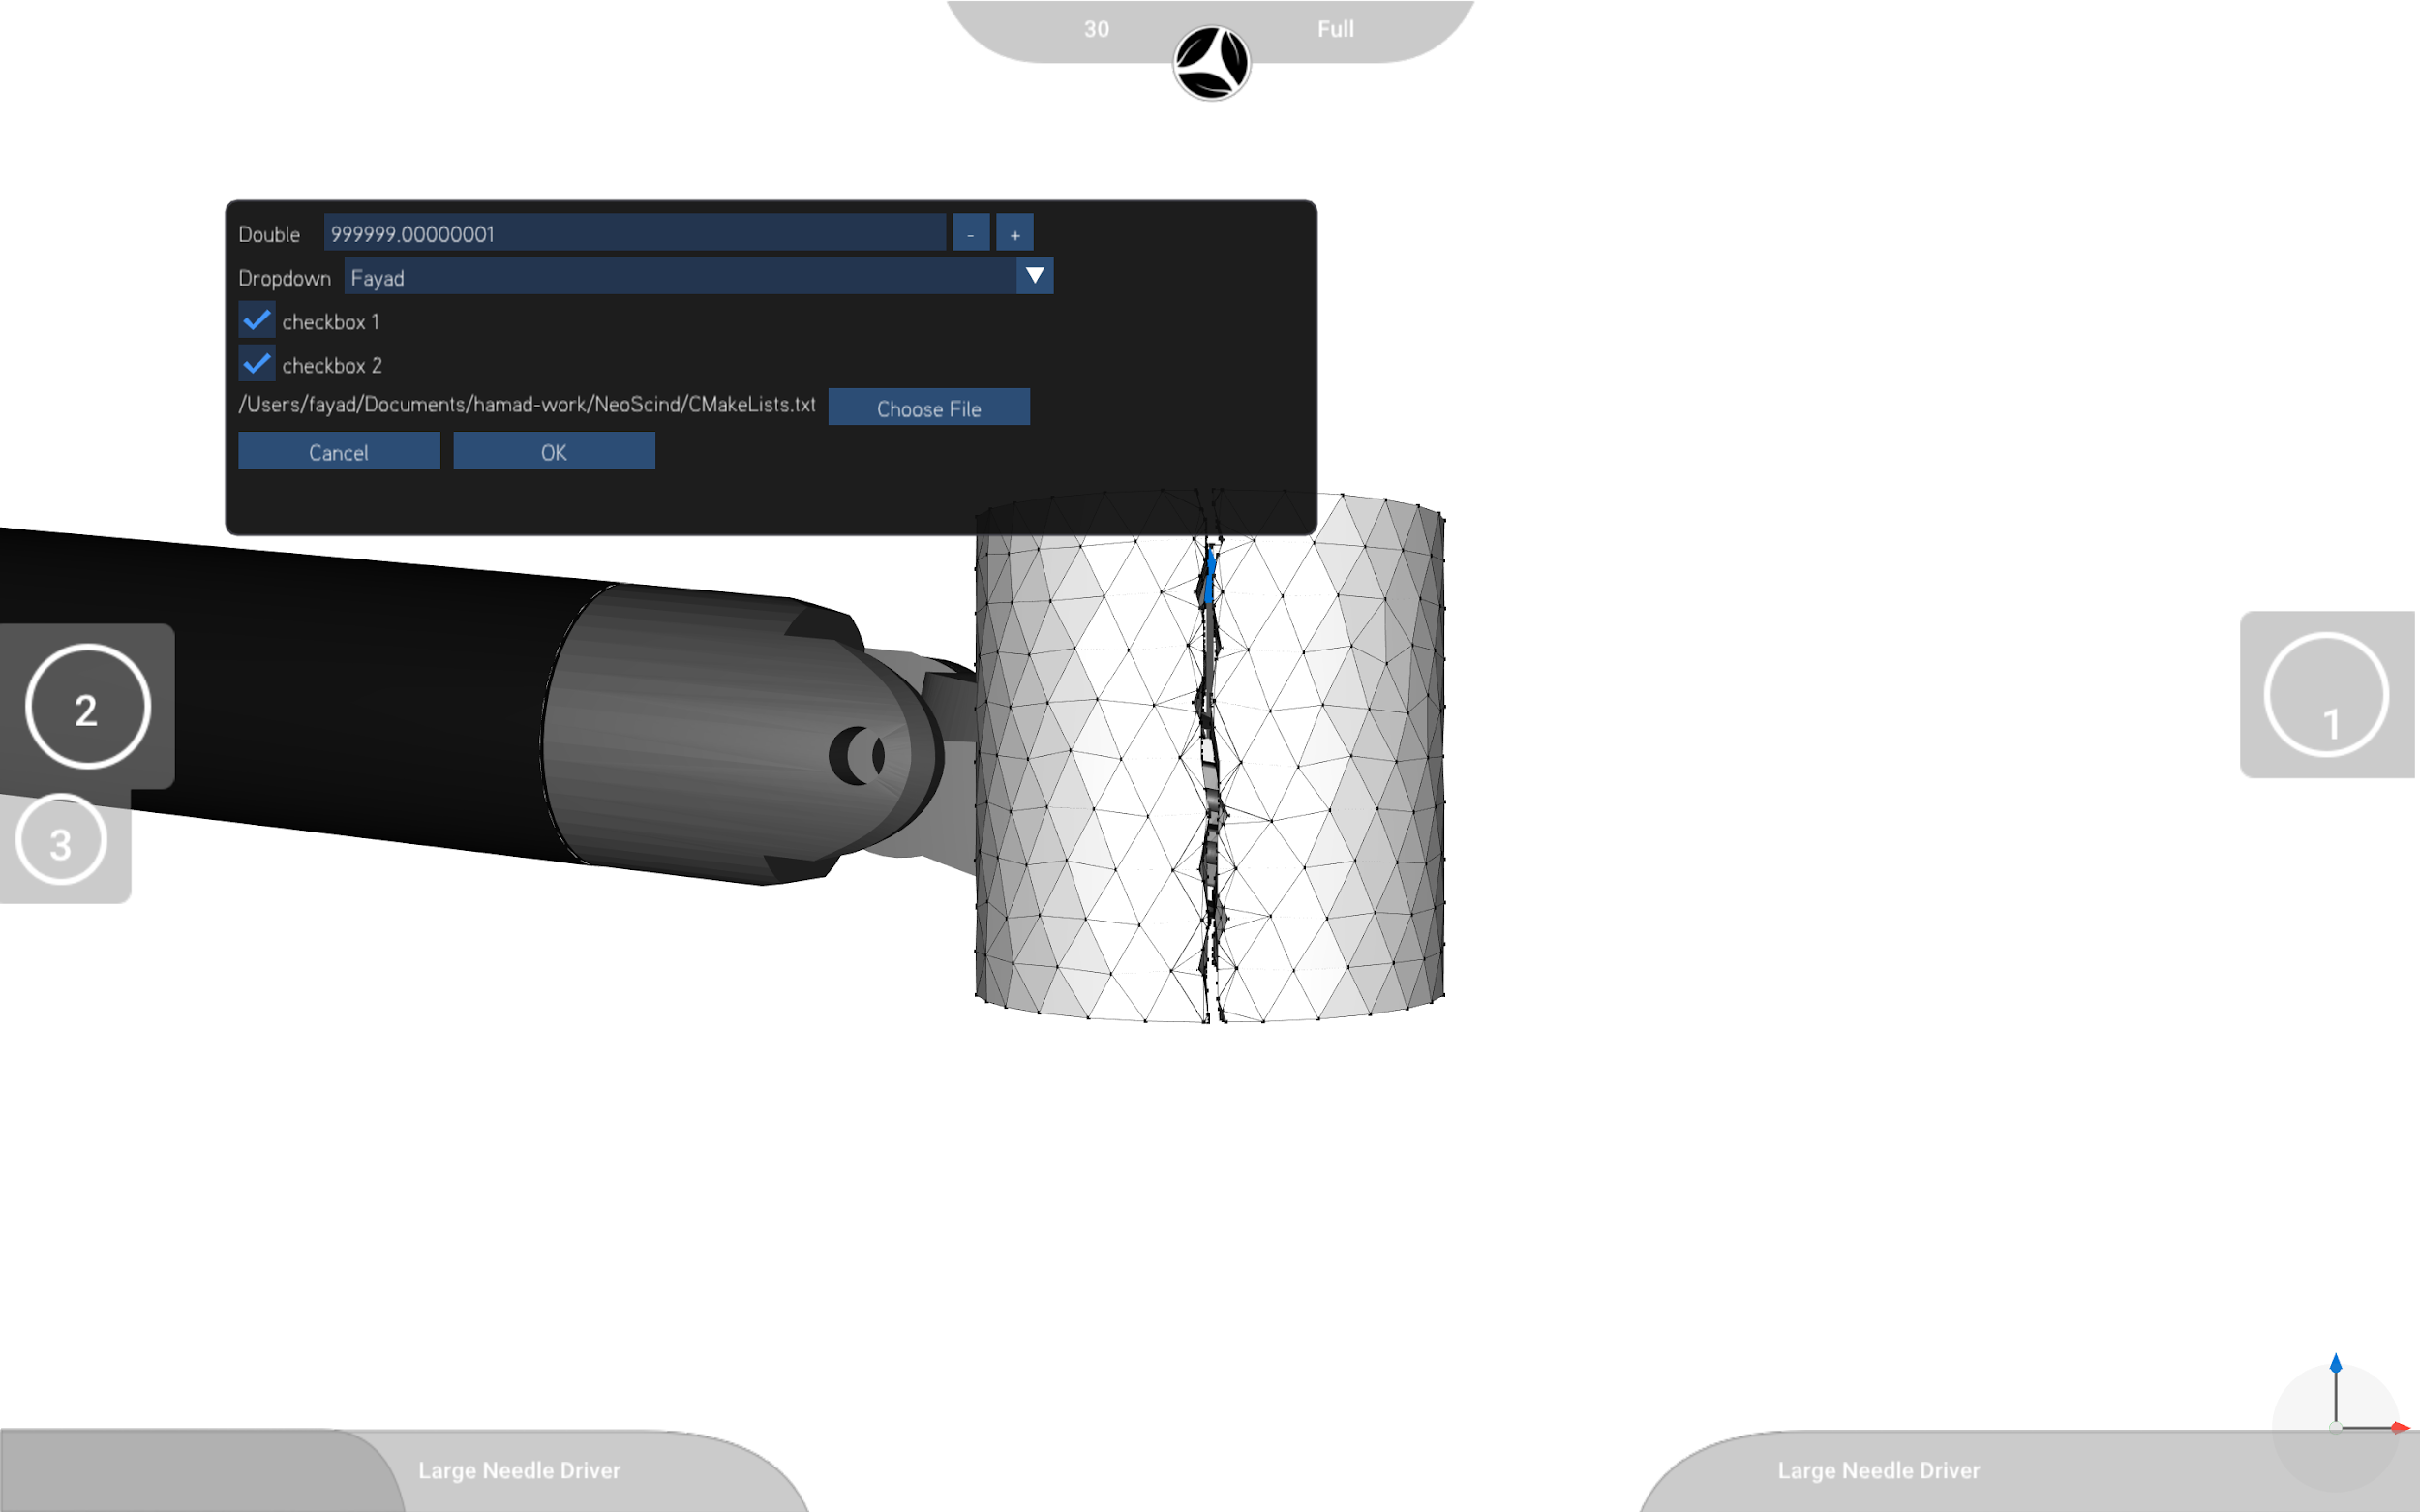 30 Full
Double 999999.00000001 - +
Dropdown Fayad
checkbox 1
checkbox 2
/Users/fayad/Documents/hamad-work/NeoScind/CMakeLists.txt Choose File
Cancel OK
2
1
3
Large Needle Driver
Large Needle Driver